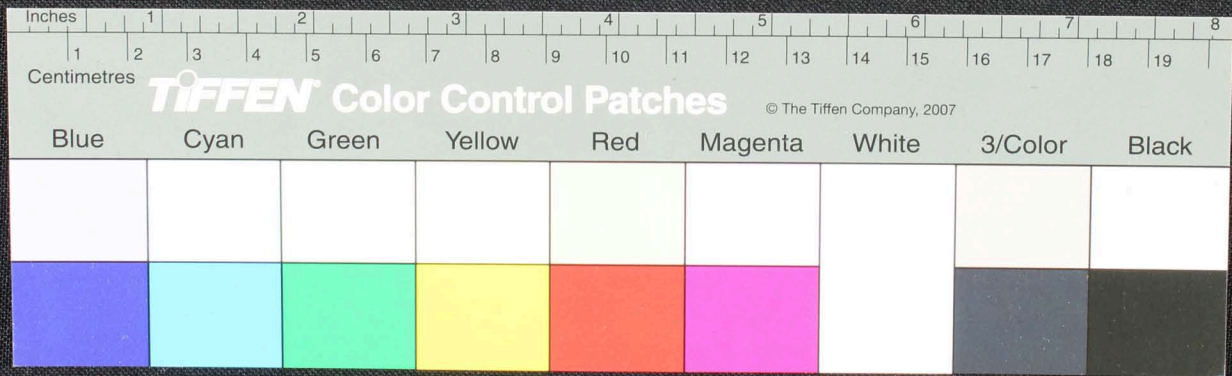 Inches 1 2 3 4 5 6 7 8
1 2 3 4 5 6 7 8 9 10 11 12 13 14 15 16 17 18 19
Centimetres
TIFFEN® Color Control Patches © The Tiffen Company, 2007
Blue Cyan Green Yellow Red Magenta White 3/Color Black